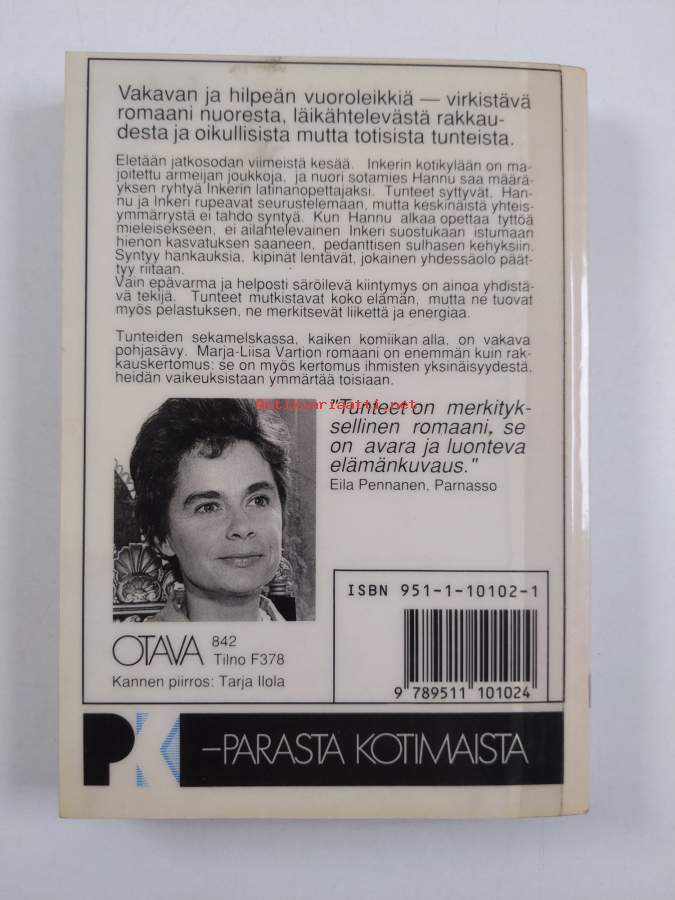 Vakavan ja hilpeän vuoroleikkiä — virkistävä
romaani nuoresta, läikähtelevästä rakkau-
desta ja oikullisista mutta totisista tunteista.
Eletään jatkosodan viimeistä kesää. Inkerin kotikylään on ma-
joitettu armeijan joukkoja, ja nuori sotamies Hannu saa määrä-
yksen ryhtyä Inkerin latinanopettajaksi. Tunteet syttyvät, Han-
nu ja Inkeri rupeavat seurustelemaan, mutta keskinäistä yhteis-
ymmärrystä ei tahdo syntyä. Kun Hannu alkaa opettaa tyttöä
mieleisekseen, ei ailahtelevainen Inkeri suostukaan istumaan
hienon kasvatuksen saaneen, pedanttisen sulhasen kehyksiin.
Syntyy hankauksia, kipinät lentävät, jokainen yhdessäolo päät-
tyy riitaan.
Vain epävarma ja helposti säröilevä kiintymys on ainoa yhdistä-
vä tekijä. Tunteet mutkistavat koko elämän, mutta ne tuovat
myös pelastuksen, ne merkitsevät liikettä ja energiaa.
Tunteiden sekamelskassa, kaiken komiikan alla, on vakava
pohjasävy. Marja-Liisa Vartion romaani on enemmän kuin rak-
kauskertomus: se on myös kertomus ihmisten yksinäisyydestä,
heidän vaikeuksistaan ymmärtää toisiaan.
Antikvariaatti.net
"Tunteet on merkityk-
sellinen romaani, se
on avara ja luonteva
elämänkuvaus."
Eila Pennanen, Parnasso
ISBN 951-1-10102-1
9 789511 101024
OTAVA
842
Tilno F378
Kannen piirros: Tarja Ilola
PK
–PARASTA KOTIMAISTA